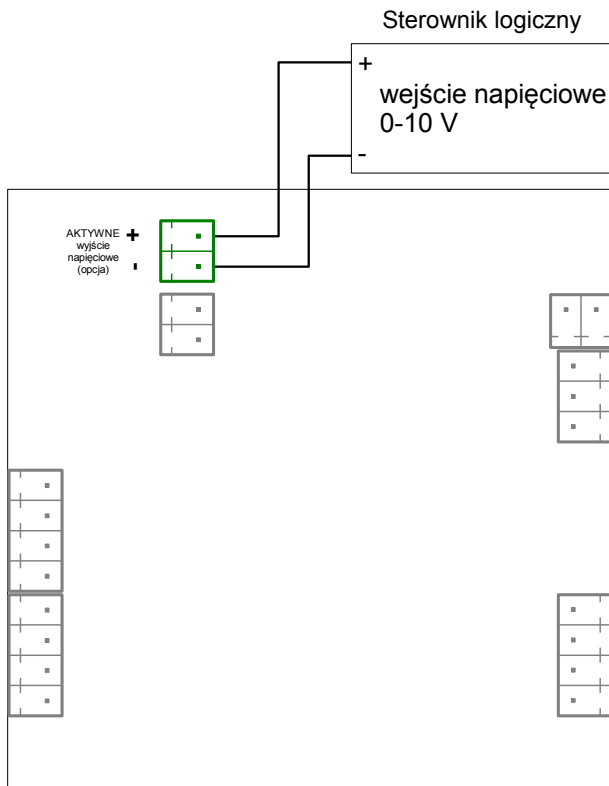 Sterownik logiczny
+
wejście napięciowe
0-10 V
-
AKTYWNE +
wyjście
napięciowe
(opcja) -